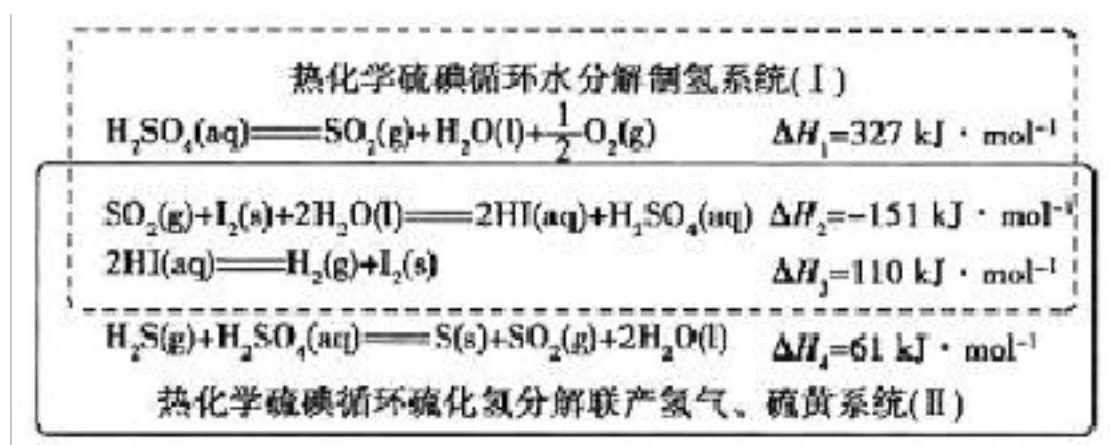 热化学硫碘循环水分解制氢系统(Ⅰ)
H₂SO₄(aq)═══SO₂(g)+H₂O(l)+½O₂(g) ΔH₁=327 kJ·mol⁻¹
SO₂(g)+I₂(s)+2H₂O(l)═══2HI(aq)+H₂SO₄(aq) ΔH₂=-151 kJ·mol⁻¹
2HI(aq)═══H₂(g)+I₂(s) ΔH₃=110 kJ·mol⁻¹
H₂S(g)+H₂SO₄(aq)═══S(s)+SO₂(g)+2H₂O(l) ΔH₄=61 kJ·mol⁻¹
热化学硫碘循环硫化氢分解联产氢气、硫黄系统(Ⅱ)